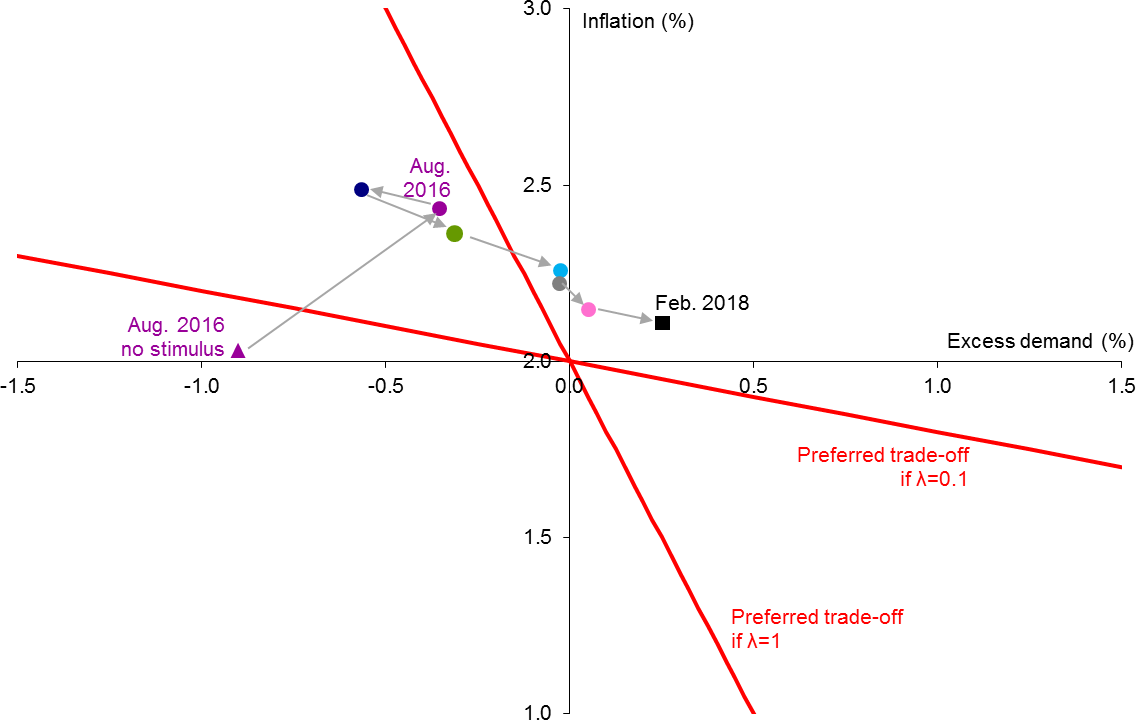 3.0
Inflation (%)
Aug.
2016
2.5
Feb. 2018
Aug. 2016
no stimulus
Excess demand (%)
2.0
-1.5
-1.0
-0.5
0.0
0.5
1.0
1.5
Preferred trade-off
if λ=0.1
1.5
Preferred trade-off
if λ=1
1.0